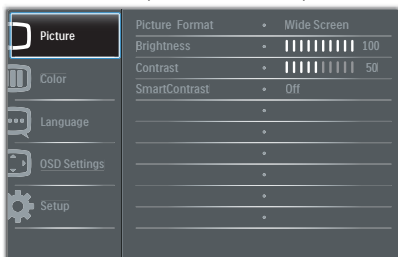 Picture
Color
Language
OSD Settings
Setup
Picture Format • Wide Screen
Brightness • 100
Contrast • 50
SmartContrast • Off
•
•
•
•
•